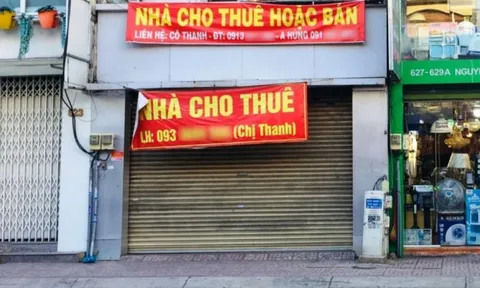 NHÀ CHO THUÊ HOẶC BÁN
LIÊN HỆ: CÔ THANH - ĐT: 0913 - A HÙNG 091
NHÀ CHO THUÊ
LH: 093 (Chị Thanh)
627-629A NGUY